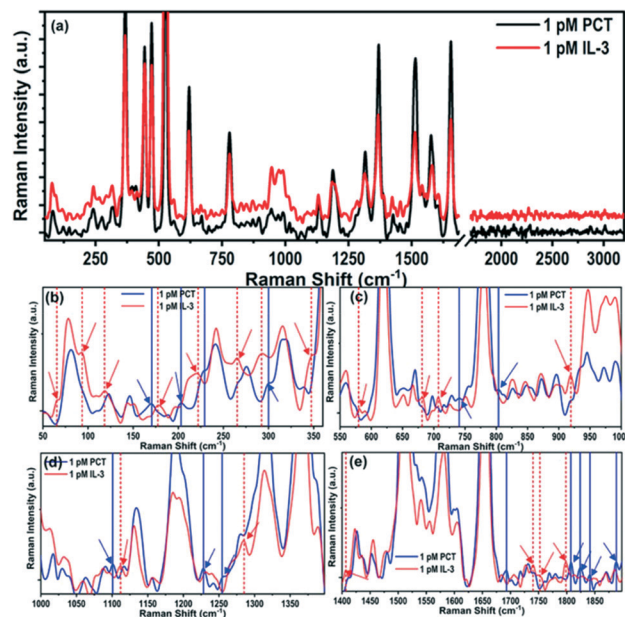 (a)
1 pM PCT
1 pM IL-3
Raman Intensity (a.u.)
250 500 750 1000 1250 1500 2000 2500 3000
Raman Shift (cm⁻¹)
(b)
1 pM PCT
1 pM IL-3
Raman Intensity (a.u.)
50 100 150 200 250 300 350
Raman Shift (cm⁻¹)
(c)
1 pM PCT
1 pM IL-3
Raman Intensity (a.u.)
550 600 650 700 750 800 850 900 950 1000
Raman Shift (cm⁻¹)
(d)
1 pM PCT
1 pM IL-3
Raman Intensity (a.u.)
1000 1050 1100 1150 1200 1250 1300 1350
Raman Shift (cm⁻¹)
(e)
1 pM PCT
1 pM IL-3
Raman Intensity (a.u.)
1400 1450 1500 1550 1600 1650 1700 1750 1800 1850
Raman Shift (cm⁻¹)